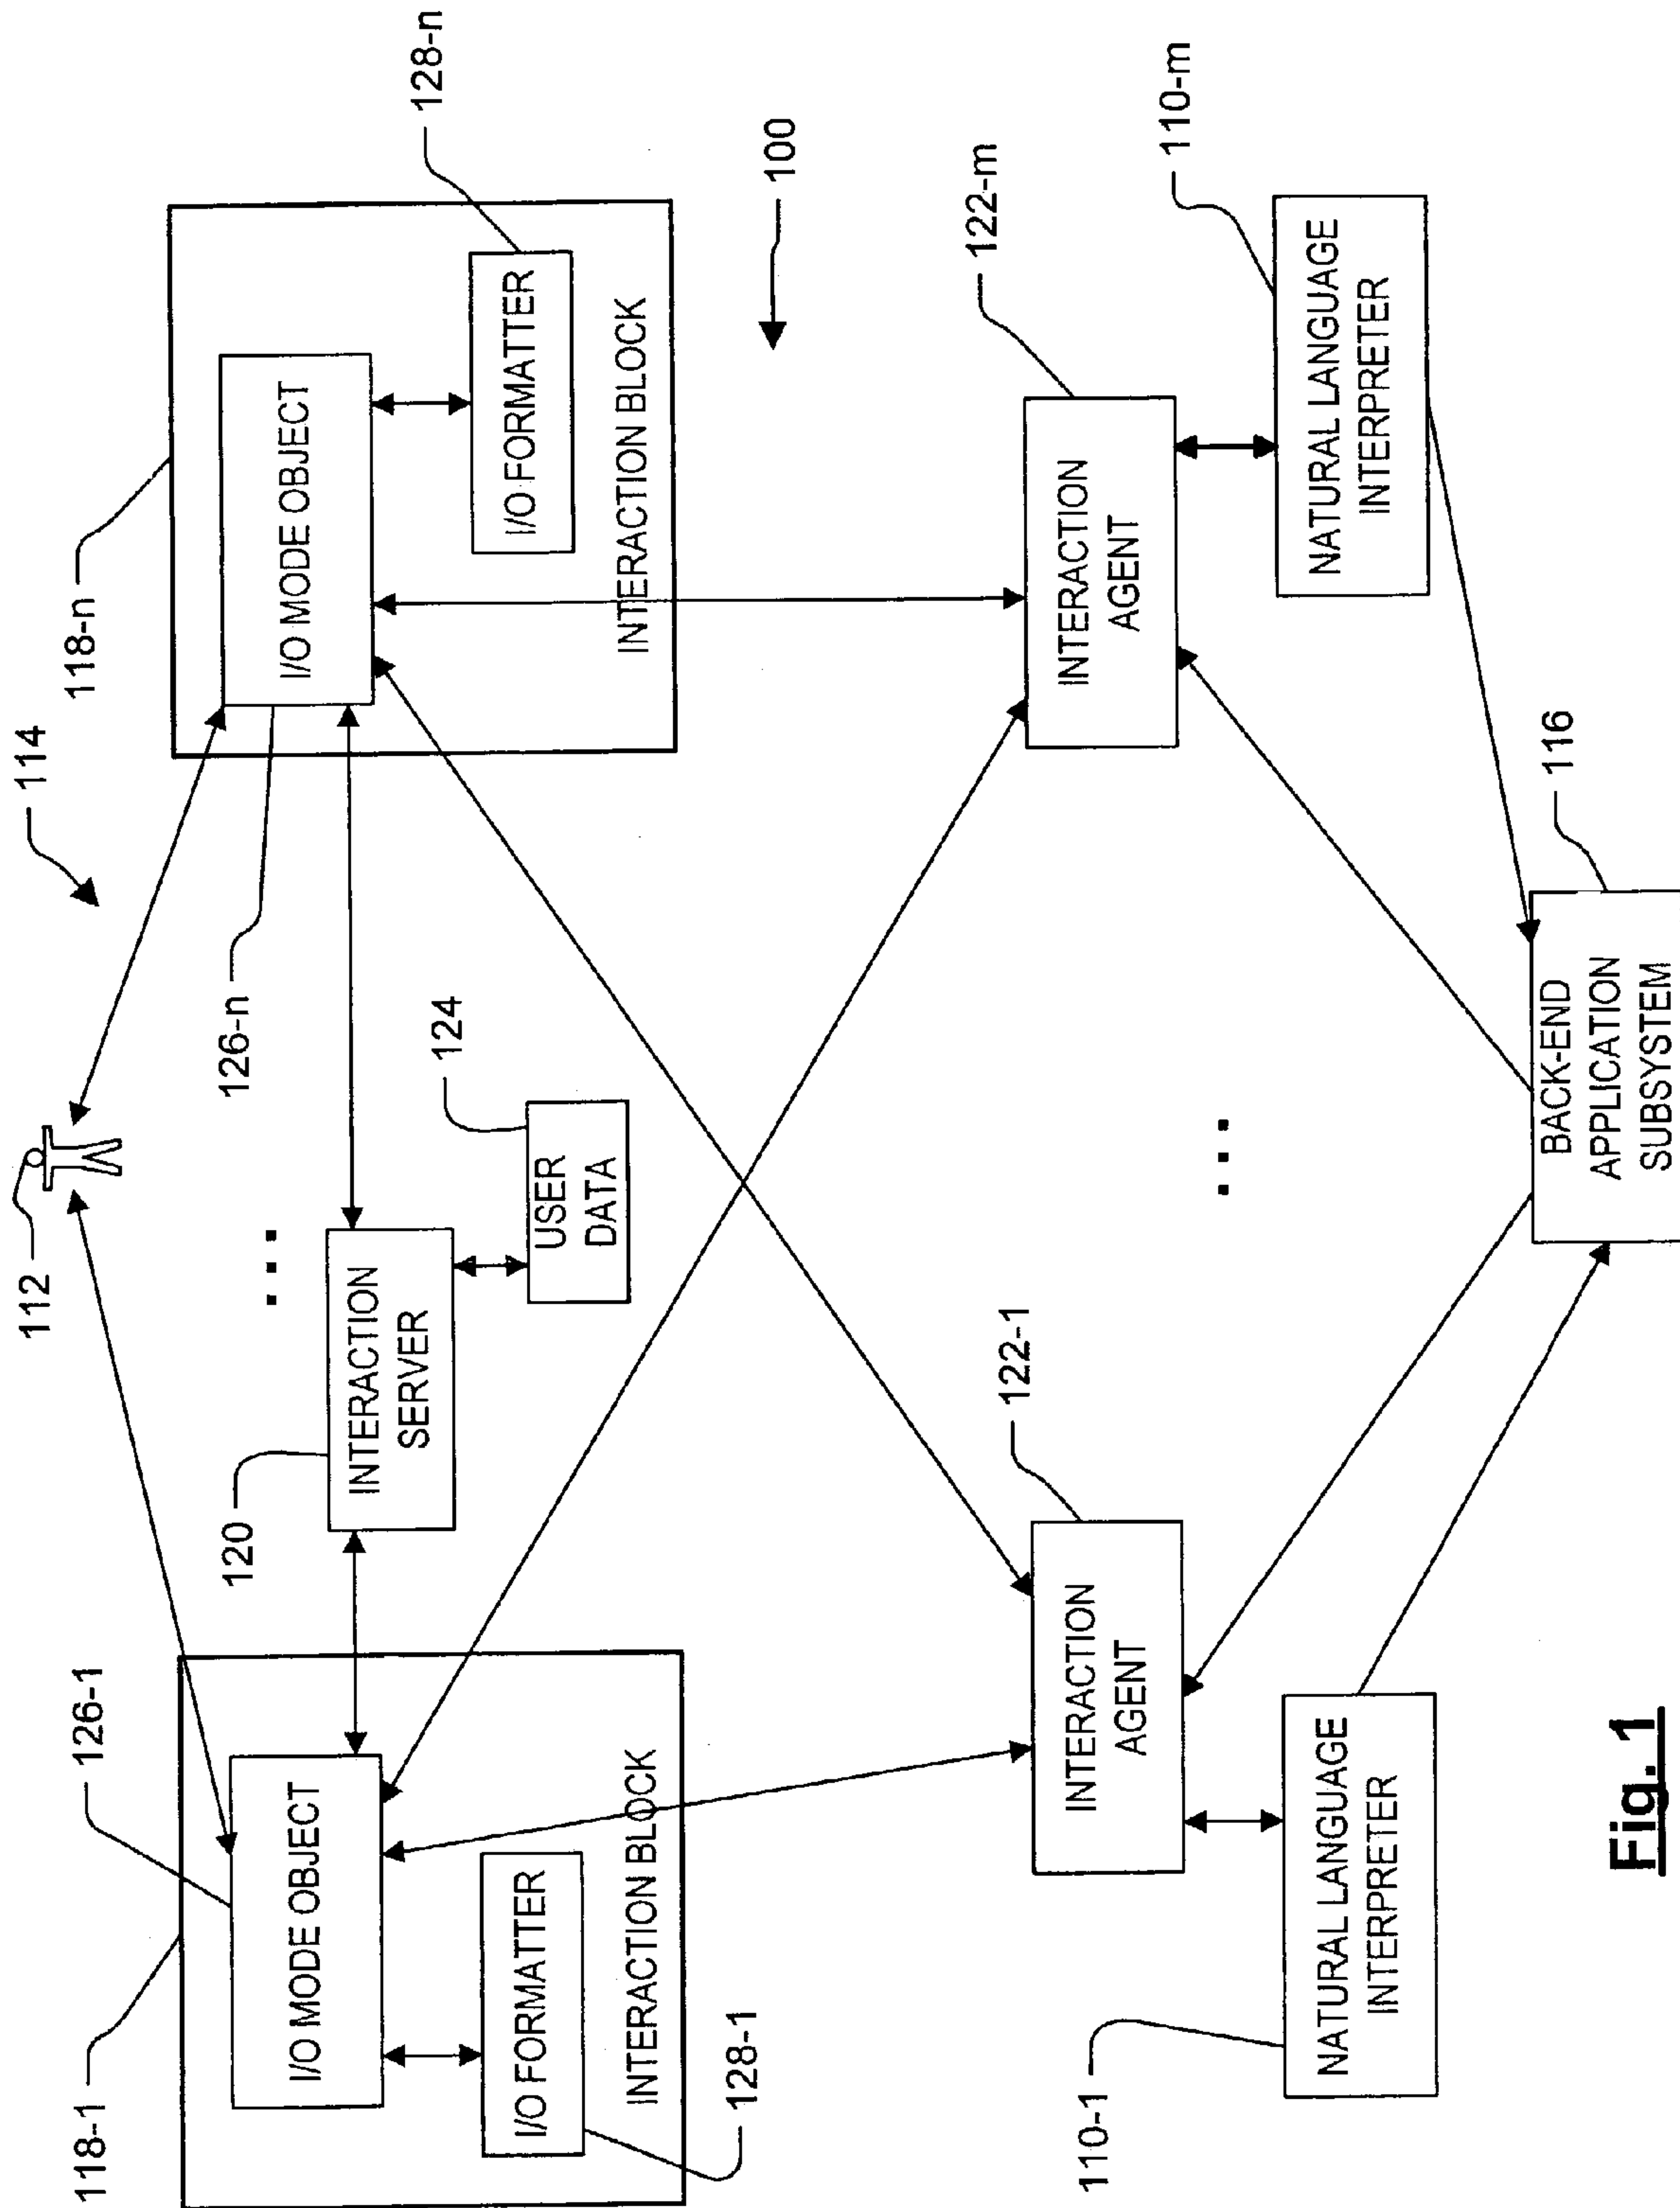 112
114
118-1
126-1
I/O MODE OBJECT
I/O FORMATTER
INTERACTION BLOCK
128-1
120
INTERACTION
SERVER
...
USER
DATA
124
118-n
126-n
I/O MODE OBJECT
I/O FORMATTER
INTERACTION BLOCK
128-n
100
INTERACTION
AGENT
122-1
...
INTERACTION
AGENT
122-m
110-1
NATURAL LANGUAGE
INTERPRETER
NATURAL LANGUAGE
INTERPRETER
110-m
BACK-END
APPLICATION
SUBSYSTEM
116
Fig.1